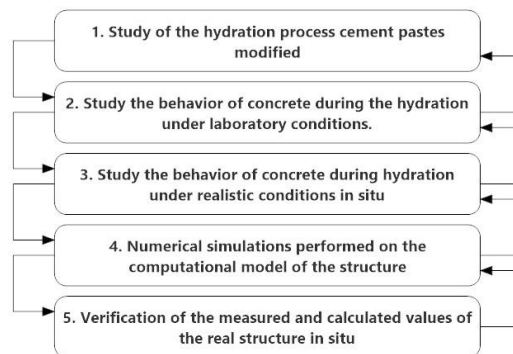 1. Study of the hydration process cement pastes
modified
2. Study the behavior of concrete during the hydration
under laboratory conditions.
3. Study the behavior of concrete during hydration
under realistic conditions in situ
4. Numerical simulations performed on the
computational model of the structure
5. Verification of the measured and calculated values of
the real structure in situ